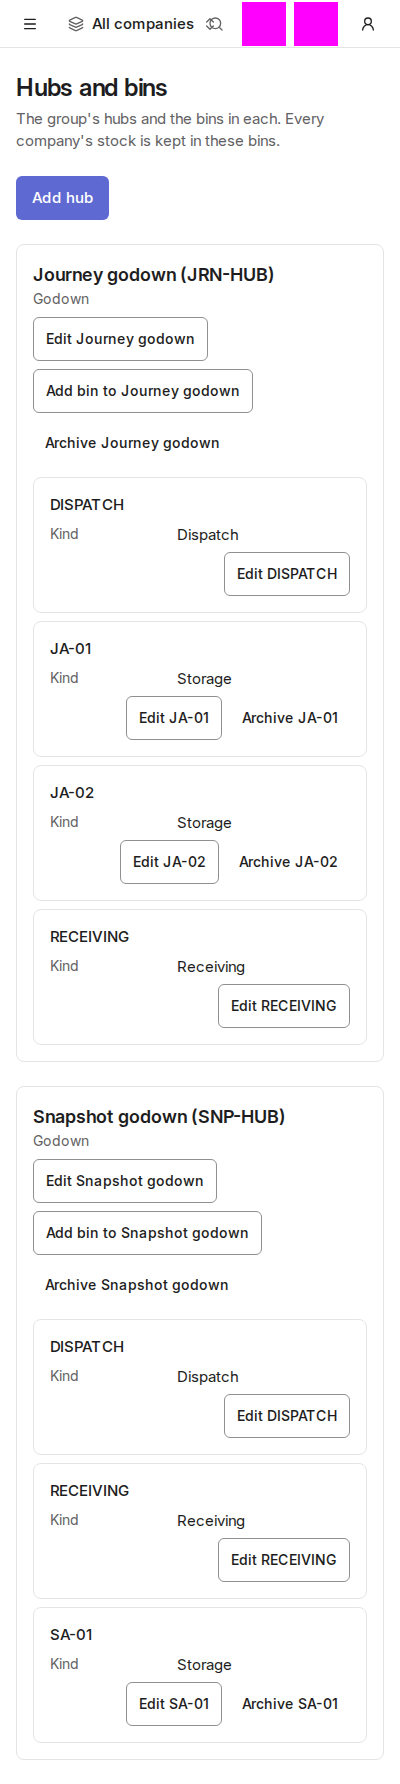 All companies
Hubs and bins
The group's hubs and the bins in each. Every
company's stock is kept in these bins.
Add hub
Journey godown (JRN-HUB)
Godown
Edit Journey godown
Add bin to Journey godown
Archive Journey godown
DISPATCH
Kind Dispatch
Edit DISPATCH
JA-01
Kind Storage
Edit JA-01 Archive JA-01
JA-02
Kind Storage
Edit JA-02 Archive JA-02
RECEIVING
Kind Receiving
Edit RECEIVING
Snapshot godown (SNP-HUB)
Godown
Edit Snapshot godown
Add bin to Snapshot godown
Archive Snapshot godown
DISPATCH
Kind Dispatch
Edit DISPATCH
RECEIVING
Kind Receiving
Edit RECEIVING
SA-01
Kind Storage
Edit SA-01 Archive SA-01